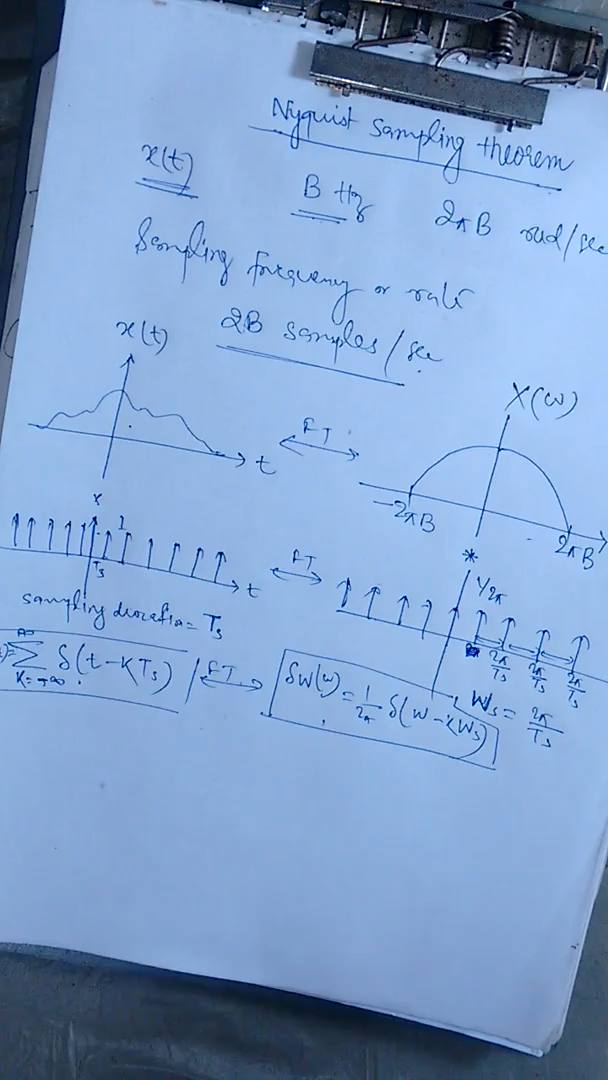 Nyquist Sampling theorem
x(t) B Hz 2πB rad/sec
Sampling frequency or rate
2B samples/sec
x(t)
X(ω)
t
FT
-2πB
2πB
x
*
1
Ts
t
FT
1/2π
2π/Ts 2π/Ts 2π/Ts
sampling duration = Ts
∑ δ(t-KTs)
K=-∞
FT
δw(ω) = 1/2π δ(w-KWs)
Ws = 2π/Ts